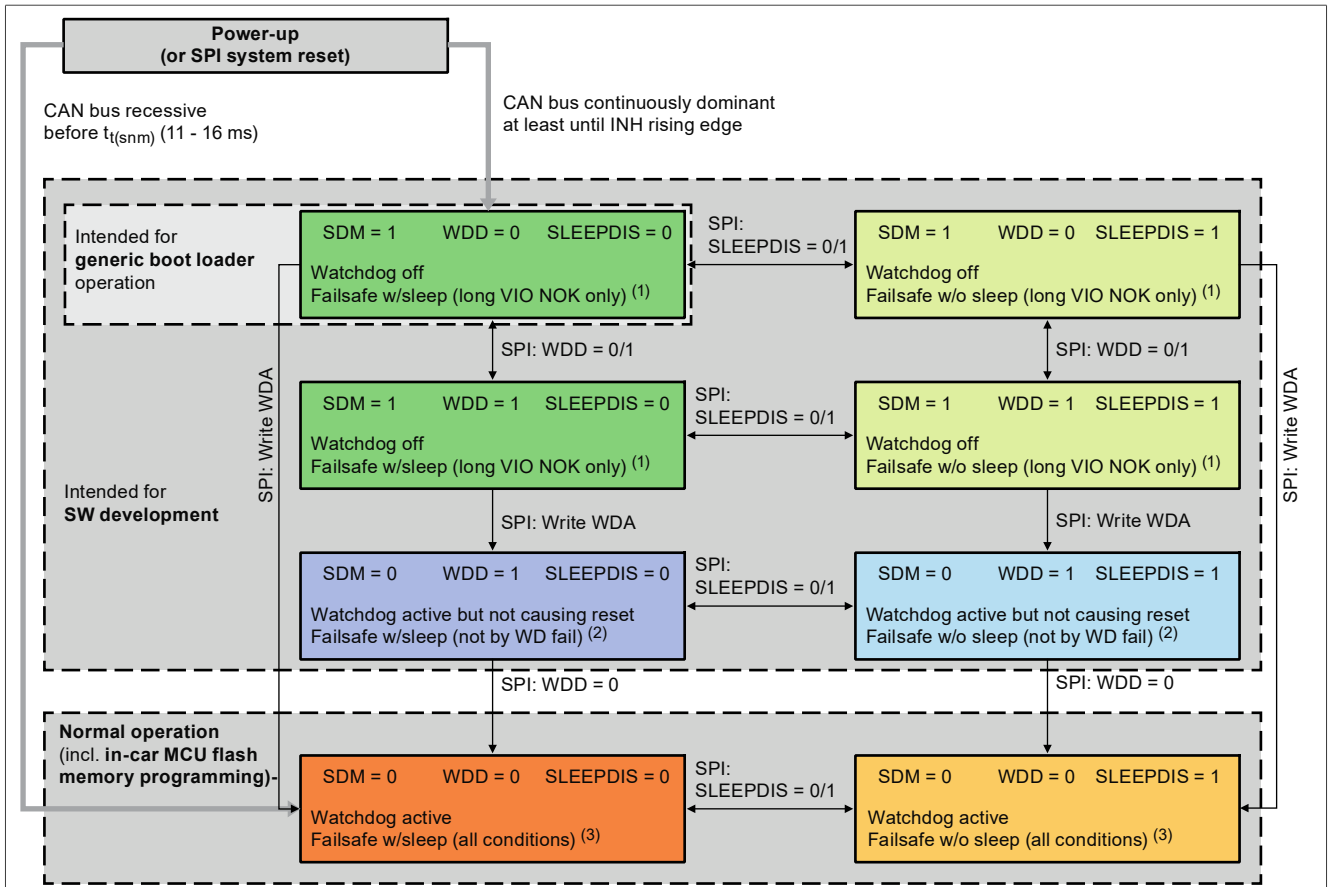 Power-up
(or SPI system reset)
CAN bus recessive
before tt(snm) (11 - 16 ms)
CAN bus continuously dominant
at least until INH rising edge
Intended for
generic boot loader
operation
SDM = 1 WDD = 0 SLEEPDIS = 0
Watchdog off
Failsafe w/sleep (long VIO NOK only) (1)
SPI:
SLEEPDIS = 0/1
SDM = 1 WDD = 0 SLEEPDIS = 1
Watchdog off
Failsafe w/o sleep (long VIO NOK only) (1)
SPI: WDD = 0/1
SPI: WDD = 0/1
SPI: Write WDA
SPI: Write WDA
SDM = 1 WDD = 1 SLEEPDIS = 0
Watchdog off
Failsafe w/sleep (long VIO NOK only) (1)
SPI:
SLEEPDIS = 0/1
SDM = 1 WDD = 1 SLEEPDIS = 1
Watchdog off
Failsafe w/o sleep (long VIO NOK only) (1)
Intended for
SW development
SPI: Write WDA
SPI: Write WDA
SDM = 0 WDD = 1 SLEEPDIS = 0
Watchdog active but not causing reset
Failsafe w/sleep (not by WD fail) (2)
SPI:
SLEEPDIS = 0/1
SDM = 0 WDD = 1 SLEEPDIS = 1
Watchdog active but not causing reset
Failsafe w/o sleep (not by WD fail) (2)
SPI: WDD = 0
SPI: WDD = 0
Normal operation
(incl. in-car MCU flash
memory programming)-
SDM = 0 WDD = 0 SLEEPDIS = 0
Watchdog active
Failsafe w/sleep (all conditions) (3)
SPI:
SLEEPDIS = 0/1
SDM = 0 WDD = 0 SLEEPDIS = 1
Watchdog active
Failsafe w/o sleep (all conditions) (3)